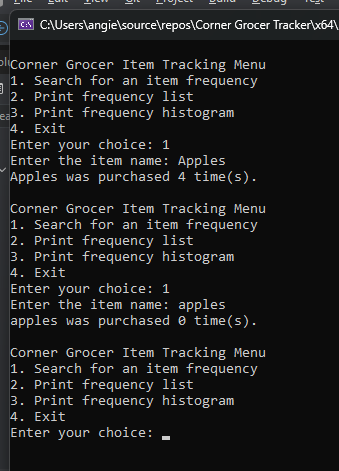 Git Project Build Debug Test
C:\Users\angie\source\repos\Corner Grocer Tracker\x64\
Corner Grocer Item Tracking Menu
1. Search for an item frequency
2. Print frequency list
3. Print frequency histogram
4. Exit
Enter your choice: 1
Enter the item name: Apples
Apples was purchased 4 time(s).
Corner Grocer Item Tracking Menu
1. Search for an item frequency
2. Print frequency list
3. Print frequency histogram
4. Exit
Enter your choice: 1
Enter the item name: apples
apples was purchased 0 time(s).
Corner Grocer Item Tracking Menu
1. Search for an item frequency
2. Print frequency list
3. Print frequency histogram
4. Exit
Enter your choice: